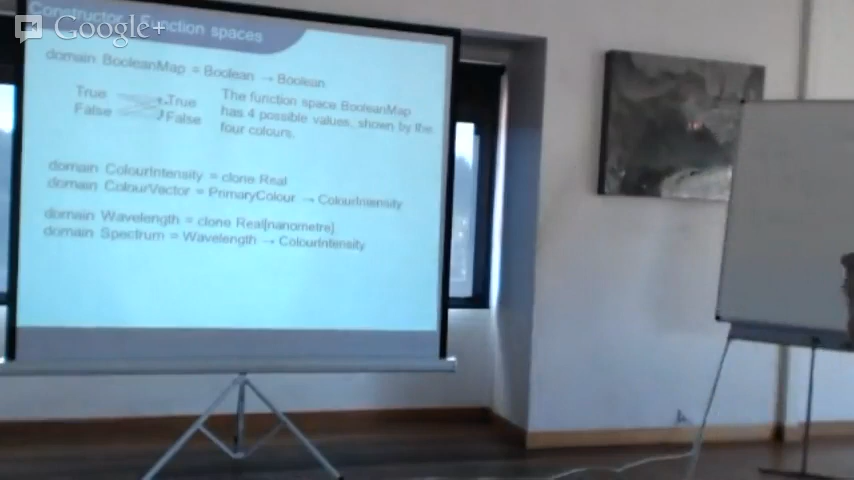 Google+
Constructor: Function spaces
domain BooleanMap = Boolean → Boolean
True
False
True
False
The function space BooleanMap
has 4 possible values, shown by the
four colours.
domain ColourIntensity = clone Real
domain ColourVector = PrimaryColour → ColourIntensity
domain Wavelength = clone Real[nanometre]
domain Spectrum = Wavelength → ColourIntensity